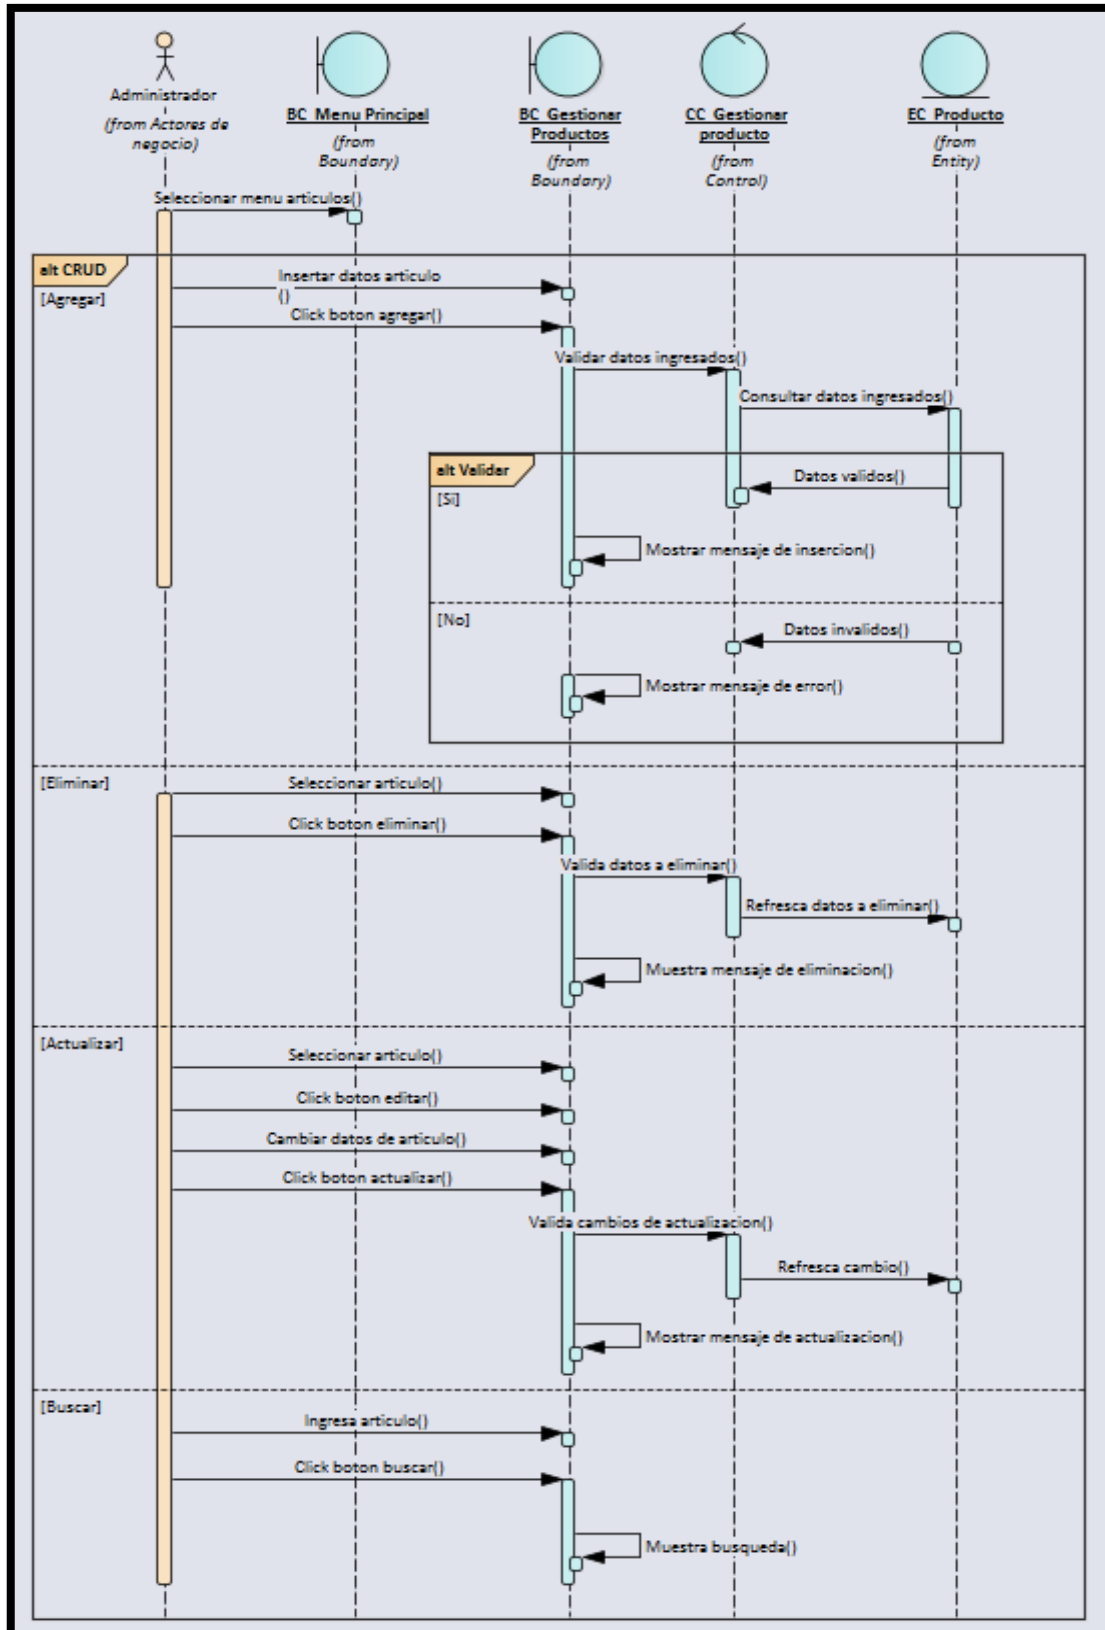 Administrador
(from Actores de
negocio)
BC_Menu Principal
(from
Boundary)
BC_Gestionar
Productos
(from
Boundary)
CC_Gestionar
producto
(from
Control)
EC_Producto
(from
Entity)
Seleccionar menu articulos()
alt CRUD
[Agregar]
Insertar datos articulo
()
Click boton agregar()
Validar datos ingresados()
Consultar datos ingresados()
alt Validar
[Si]
Datos validos()
Mostrar mensaje de insercion()
[No]
Datos invalidos()
Mostrar mensaje de error()
[Eliminar]
Seleccionar articulo()
Click boton eliminar()
Valida datos a eliminar()
Refresca datos a eliminar()
Muestra mensaje de eliminacion()
[Actualizar]
Seleccionar articulo()
Click boton editar()
Cambiar datos de articulo()
Click boton actualizar()
Valida cambios de actualizacion()
Refresca cambio()
Mostrar mensaje de actualizacion()
[Buscar]
Ingresa articulo()
Click boton buscar()
Muestra busqueda()